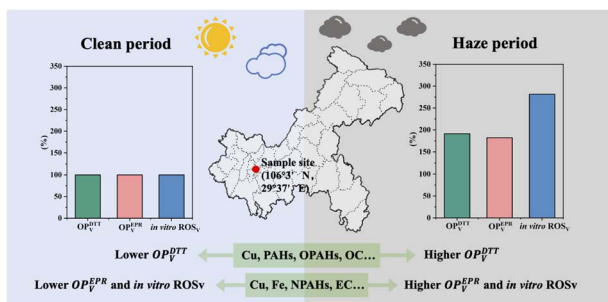 Clean period
Haze period
350
300
250
200
150
100
50
0
(%)
OP_V^DTT
OP_V^EPR
in vitro ROS_V
Sample site
(106°3′ N,
29°37′ E)
350
300
250
200
150
100
50
0
(%)
OP_V^DTT
OP_V^EPR
in vitro ROS_V
Lower OP_V^DTT
Cu, PAHs, OPAHs, OC…
Higher OP_V^DTT
Lower OP_V^EPR and in vitro ROSv
Cu, Fe, NPAHs, EC…
Higher OP_V^EPR and in vitro ROSv